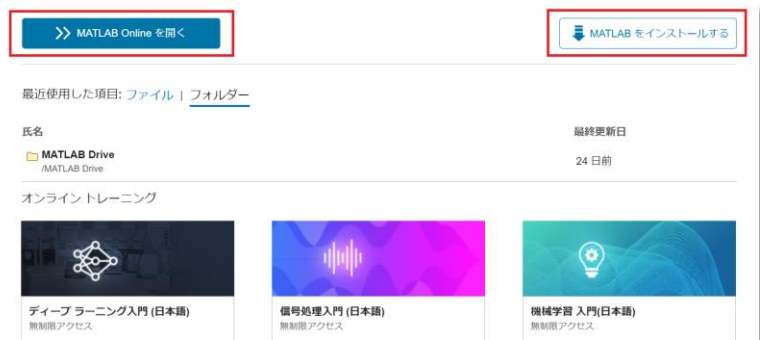 MATLAB Online を開く
MATLAB をインストールする
最近使用した項目: ファイル | フォルダー
氏名 最終更新日
MATLAB Drive
/MATLAB Drive
24 日前
オンライン トレーニング
ディープ ラーニング入門 (日本語)
無制限アクセス
信号処理入門 (日本語)
無制限アクセス
機械学習 入門(日本語)
無制限アクセス